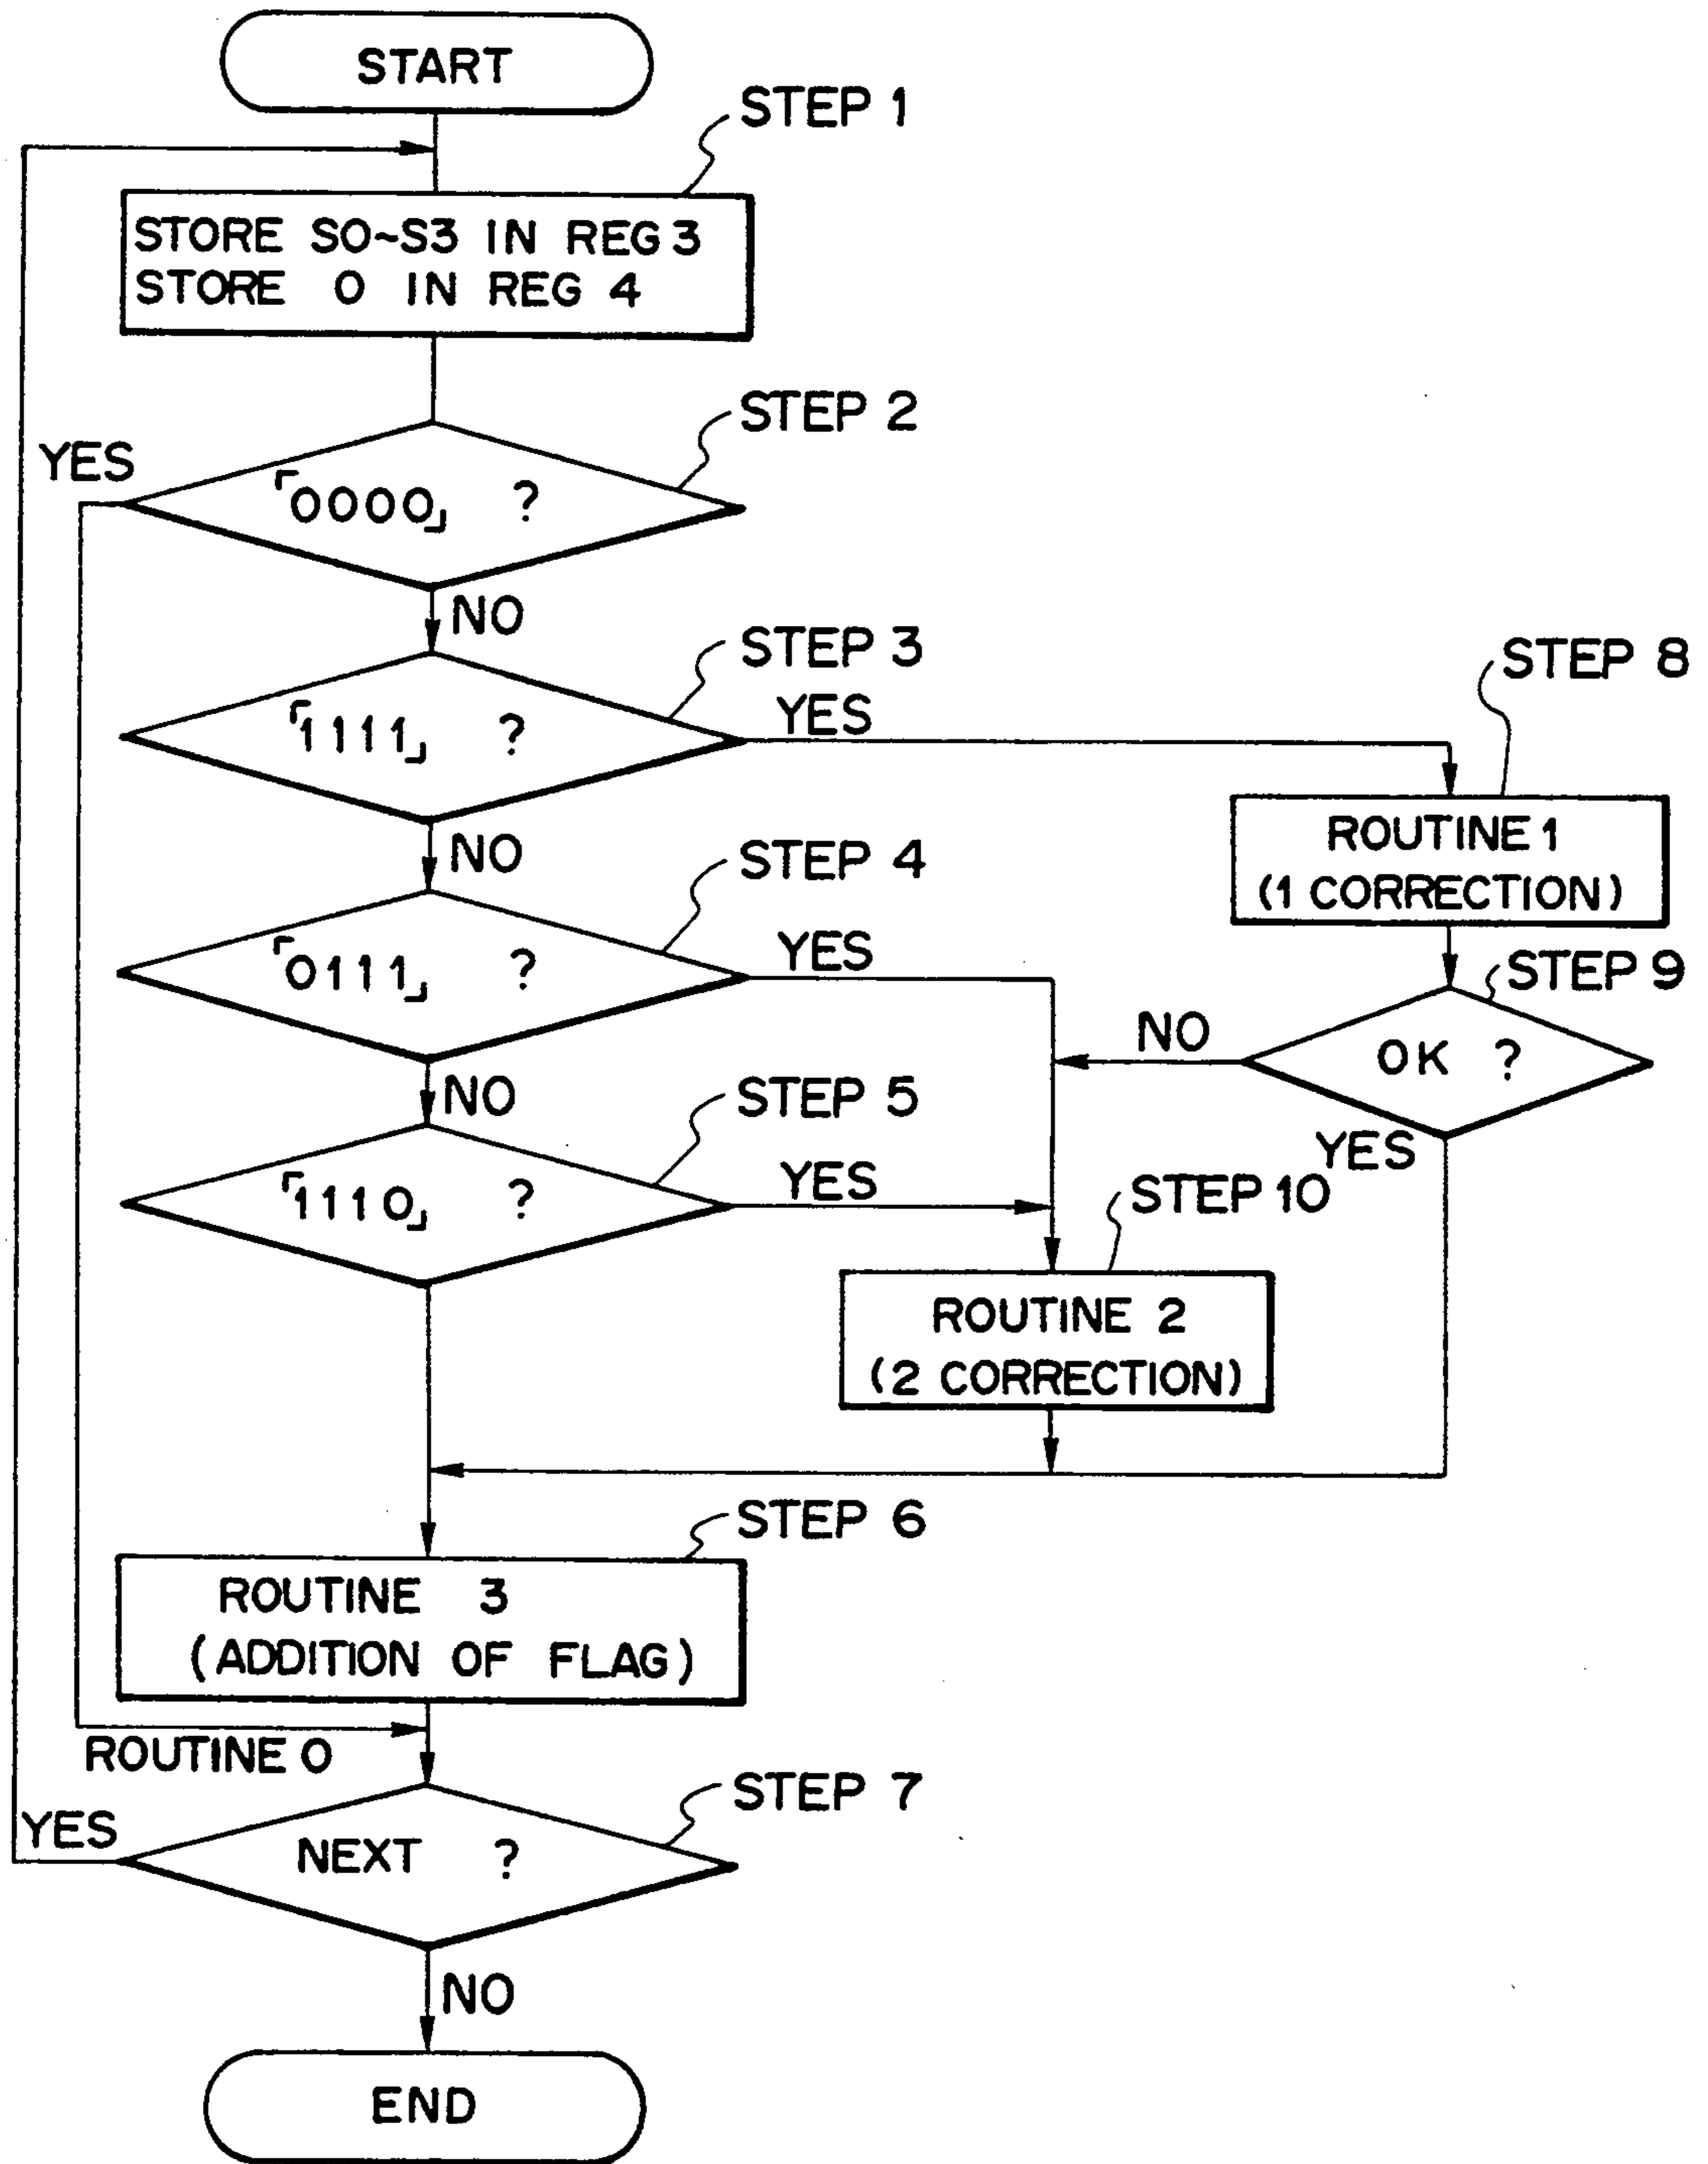 START
STEP 1
STORE S0~S3 IN REG 3
STORE 0 IN REG 4
STEP 2
YES
「0000」 ?
NO
STEP 3
「1111」 ?
YES
STEP 8
NO
ROUTINE 1
(1 CORRECTION)
STEP 4
「0111」 ?
YES
STEP 9
NO
OK ?
NO
STEP 5
YES
「1110」 ?
YES
STEP 10
ROUTINE 2
(2 CORRECTION)
STEP 6
ROUTINE 3
(ADDITION OF FLAG)
ROUTINE 0
STEP 7
YES
NEXT ?
NO
END